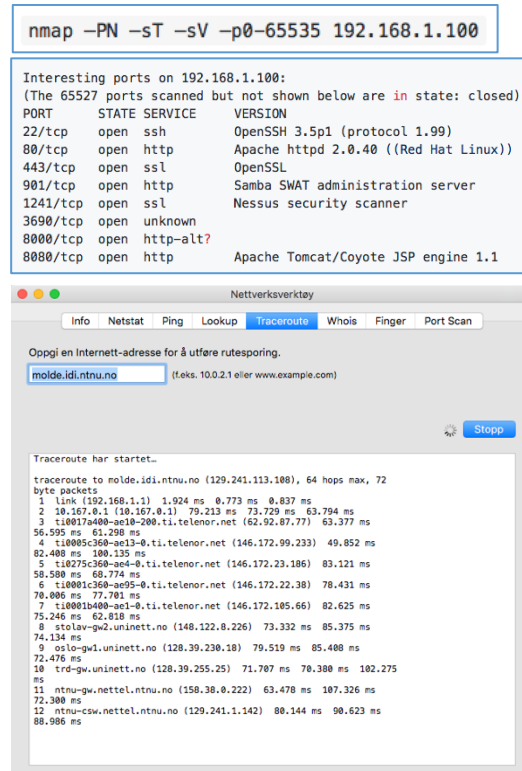 nmap –PN –sT –sV –p0-65535 192.168.1.100
Interesting ports on 192.168.1.100:
(The 65527 ports scanned but not shown below are in state: closed)
PORT STATE SERVICE VERSION
22/tcp open ssh OpenSSH 3.5p1 (protocol 1.99)
80/tcp open http Apache httpd 2.0.40 ((Red Hat Linux))
443/tcp open ssl OpenSSL
901/tcp open http Samba SWAT administration server
1241/tcp open ssl Nessus security scanner
3690/tcp open unknown
8000/tcp open http-alt?
8080/tcp open http Apache Tomcat/Coyote JSP engine 1.1
Nettverksverktøy
Info Netstat Ping Lookup Traceroute Whois Finger Port Scan
Oppgi en Internett-adresse for å utføre rutesporing.
molde.idi.ntnu.no (f.eks. 10.0.2.1 eller www.example.com)
Stopp
Traceroute har startet…
traceroute to molde.idi.ntnu.no (129.241.113.108), 64 hops max, 72
byte packets
1 link (192.168.1.1) 1.924 ms 0.773 ms 0.837 ms
2 10.167.0.1 (10.167.0.1) 79.213 ms 73.729 ms 63.794 ms
3 ti0017a400-ae10-200.ti.telenor.net (62.92.87.77) 63.377 ms
56.595 ms 61.298 ms
4 ti0005c360-ae13-0.ti.telenor.net (146.172.99.233) 49.852 ms
82.408 ms 100.135 ms
5 ti0275c360-ae4-0.ti.telenor.net (146.172.23.186) 83.121 ms
58.580 ms 68.774 ms
6 ti0001c360-ae95-0.ti.telenor.net (146.172.22.38) 78.431 ms
70.006 ms 77.701 ms
7 ti0001b400-ae1-0.ti.telenor.net (146.172.105.66) 82.625 ms
75.246 ms 62.818 ms
8 stolav-gw2.uninett.no (148.122.8.226) 73.332 ms 85.375 ms
74.134 ms
9 oslo-gw1.uninett.no (128.39.230.18) 79.519 ms 85.408 ms
72.476 ms
10 trd-gw.uninett.no (128.39.255.25) 71.707 ms 70.380 ms 102.275
ms
11 ntnu-gw.nettel.ntnu.no (158.38.0.222) 63.478 ms 107.326 ms
72.300 ms
12 ntnu-csw.nettel.ntnu.no (129.241.1.142) 80.144 ms 90.623 ms
88.986 ms